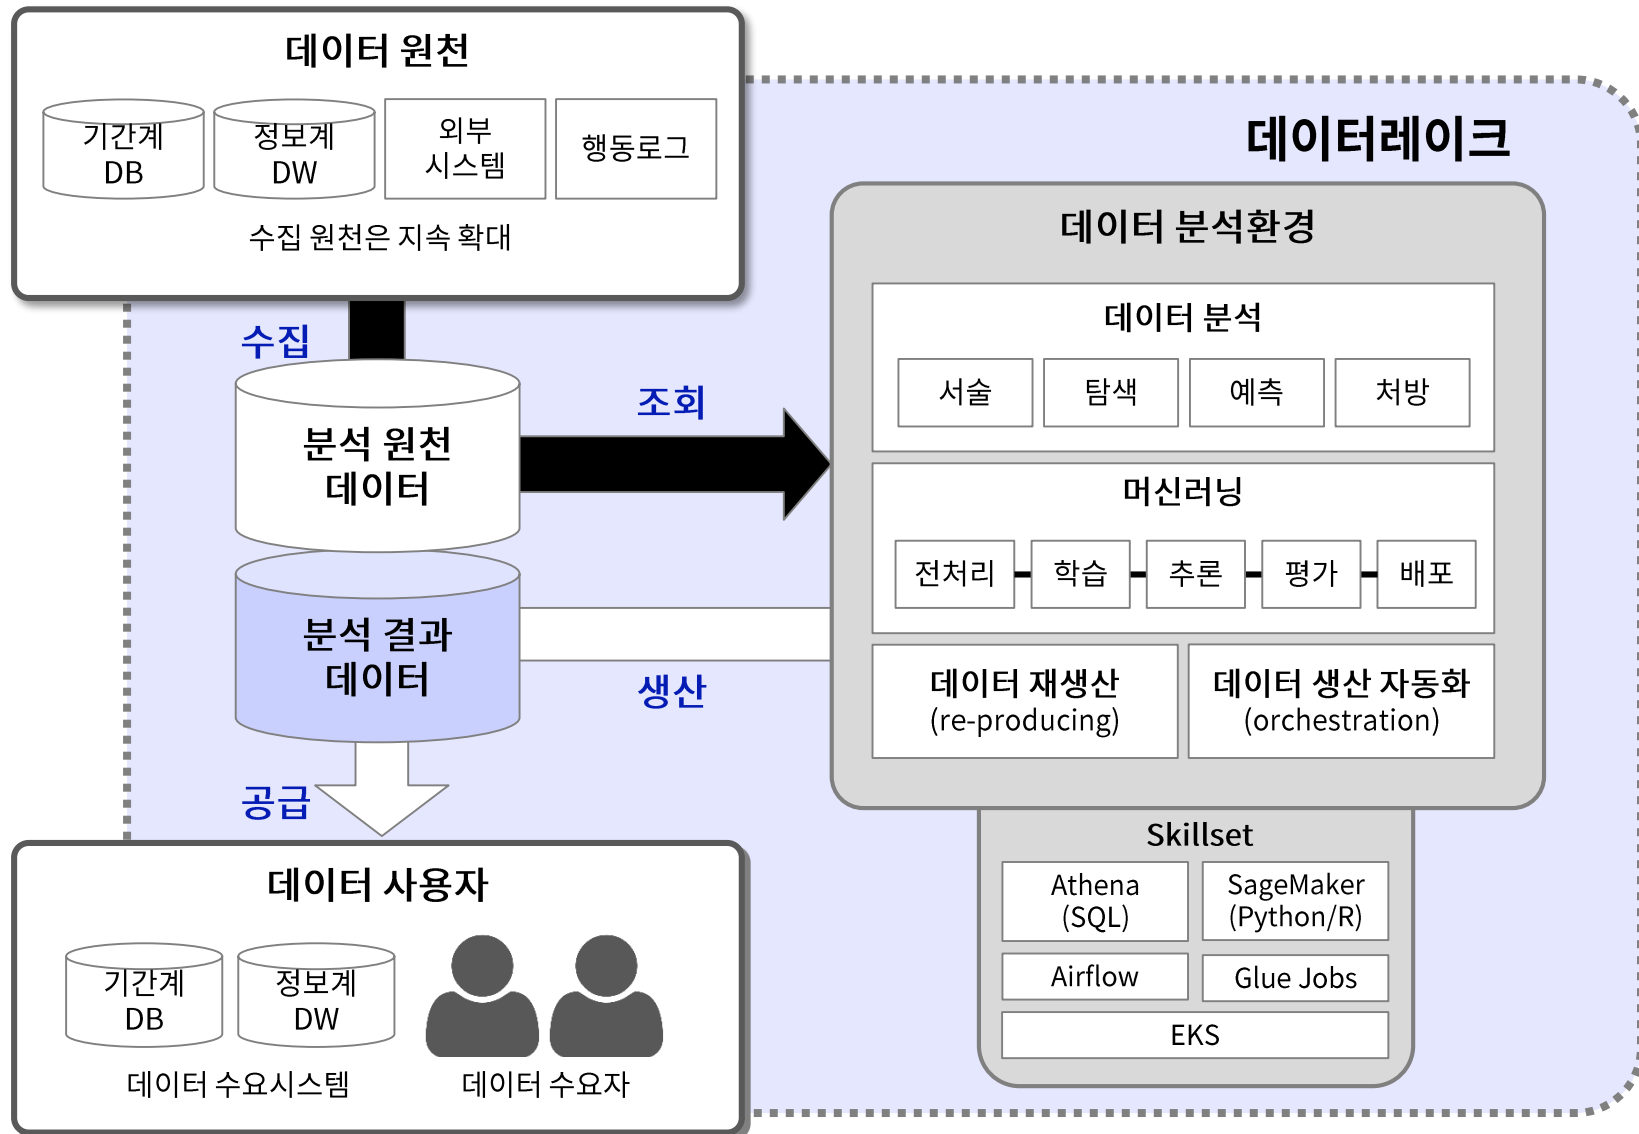 데이터 원천
기간계
DB
정보계
DW
외부
시스템
행동로그
수집 원천은 지속 확대
데이터레이크
수집
분석 원천
데이터
조회
분석 결과
데이터
생산
공급
데이터 분석환경
데이터 분석
서술
탐색
예측
처방
머신러닝
전처리
학습
추론
평가
배포
데이터 재생산
(re-producing)
데이터 생산 자동화
(orchestration)
Skillset
Athena
(SQL)
SageMaker
(Python/R)
Airflow
Glue Jobs
EKS
데이터 사용자
기간계
DB
정보계
DW
데이터 수요시스템
데이터 수요자